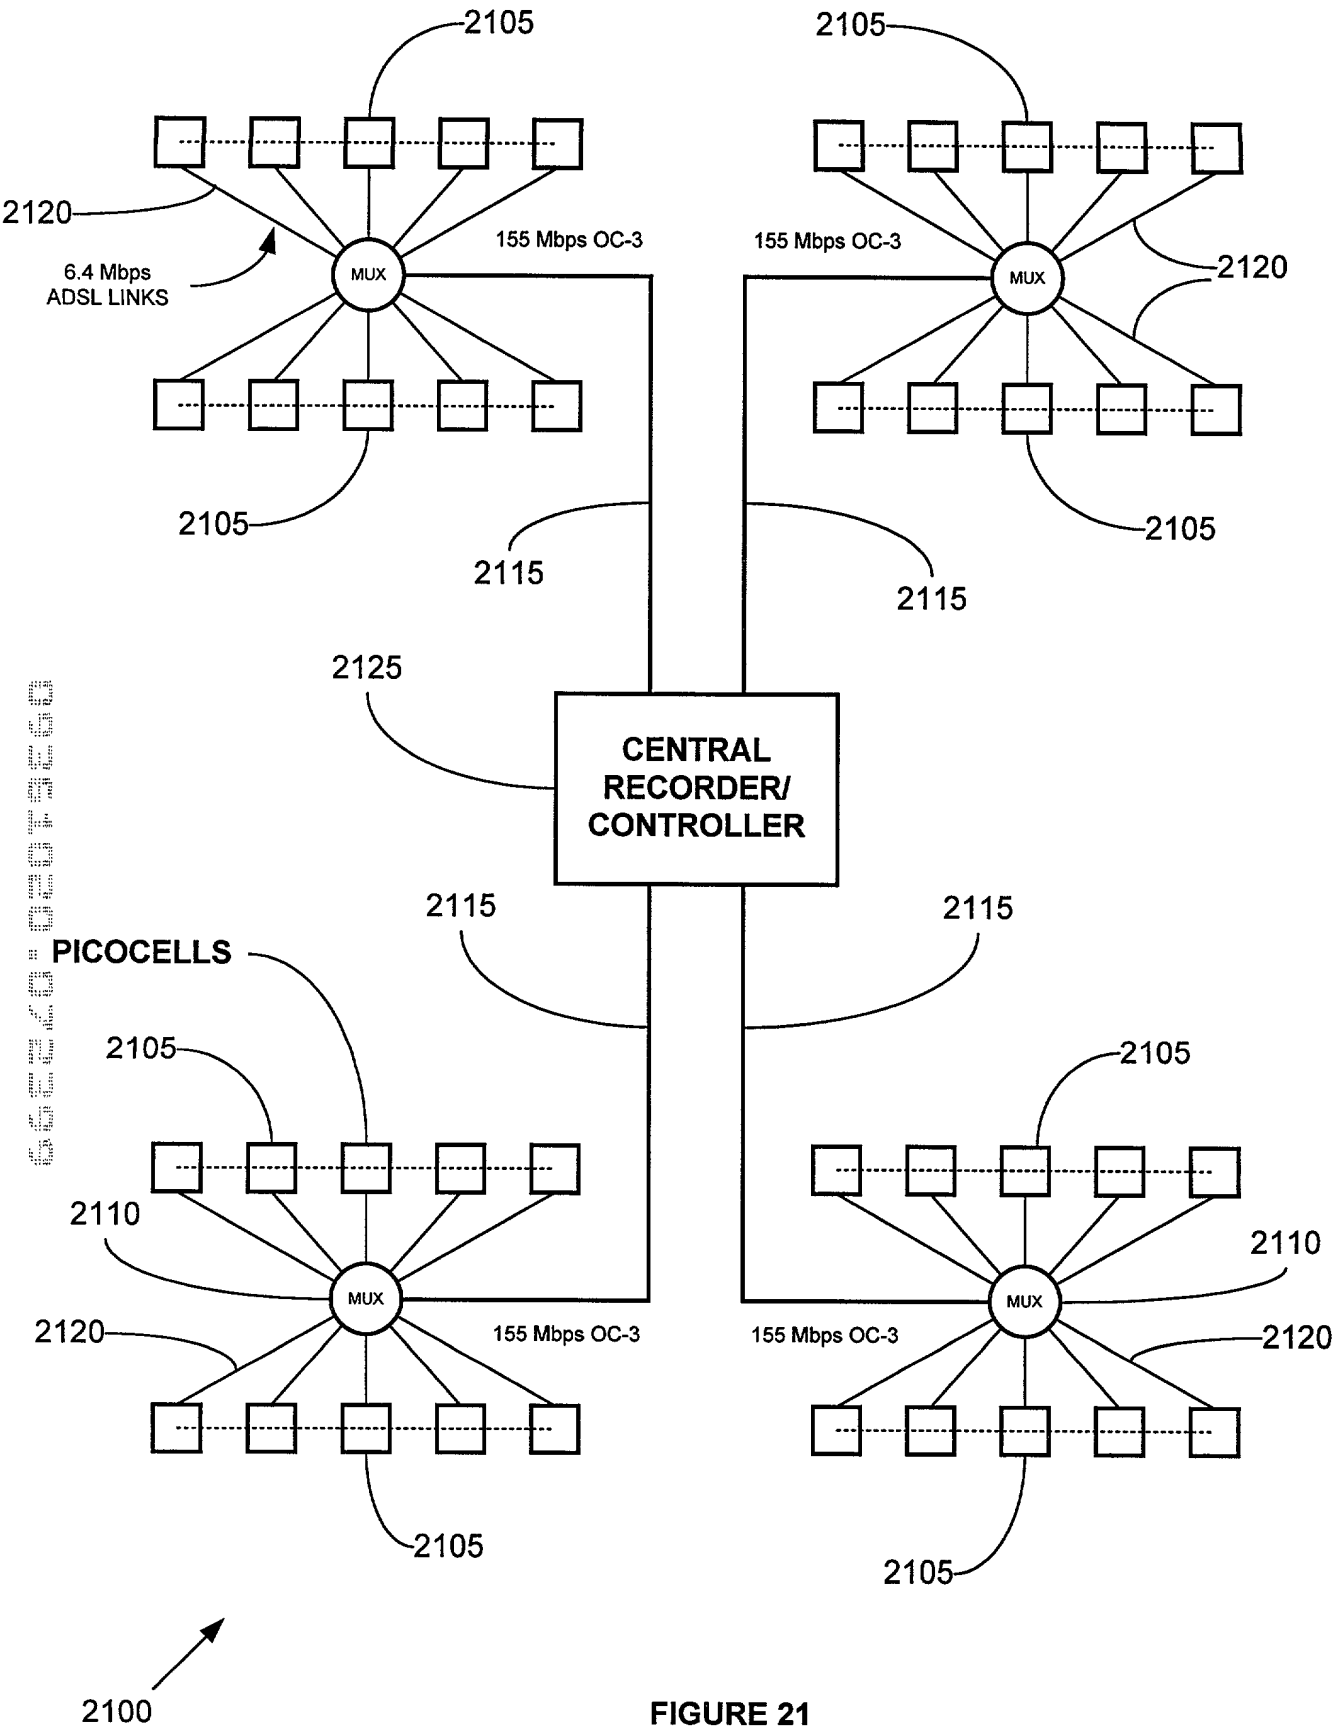 2105
2105
2120
155 Mbps OC-3
155 Mbps OC-3
6.4 Mbps
ADSL LINKS
MUX
MUX
2120
2105
2105
2115
2115
2125
CENTRAL
RECORDER/
CONTROLLER
2115
2115
PICOCELLS
2105
2105
2110
2110
MUX
MUX
2120
155 Mbps OC-3
155 Mbps OC-3
2120
2105
2105
2100
FIGURE 21